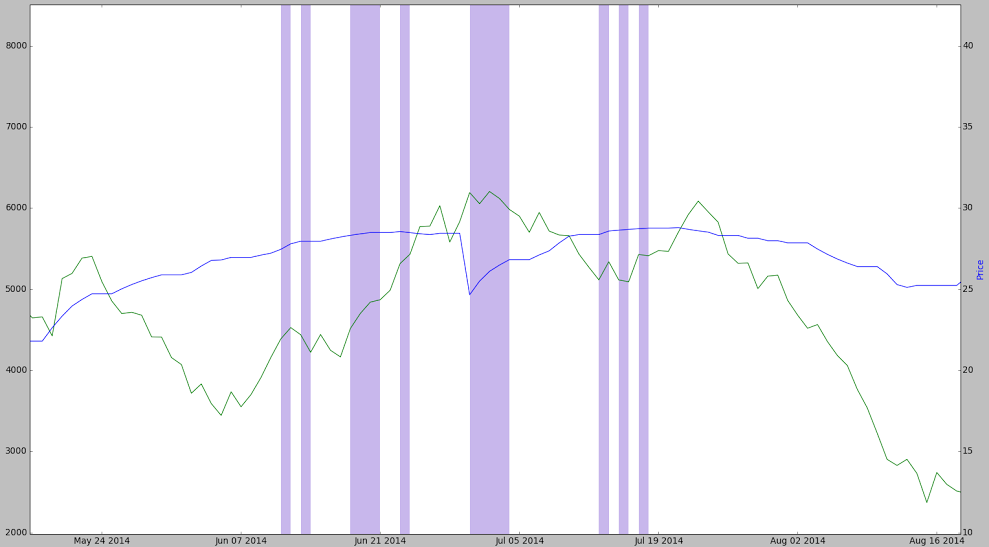 8000
7000
6000
5000
4000
3000
2000
40
35
30
25
20
15
10
Price
May 24 2014
Jun 07 2014
Jun 21 2014
Jul 05 2014
Jul 19 2014
Aug 02 2014
Aug 16 2014